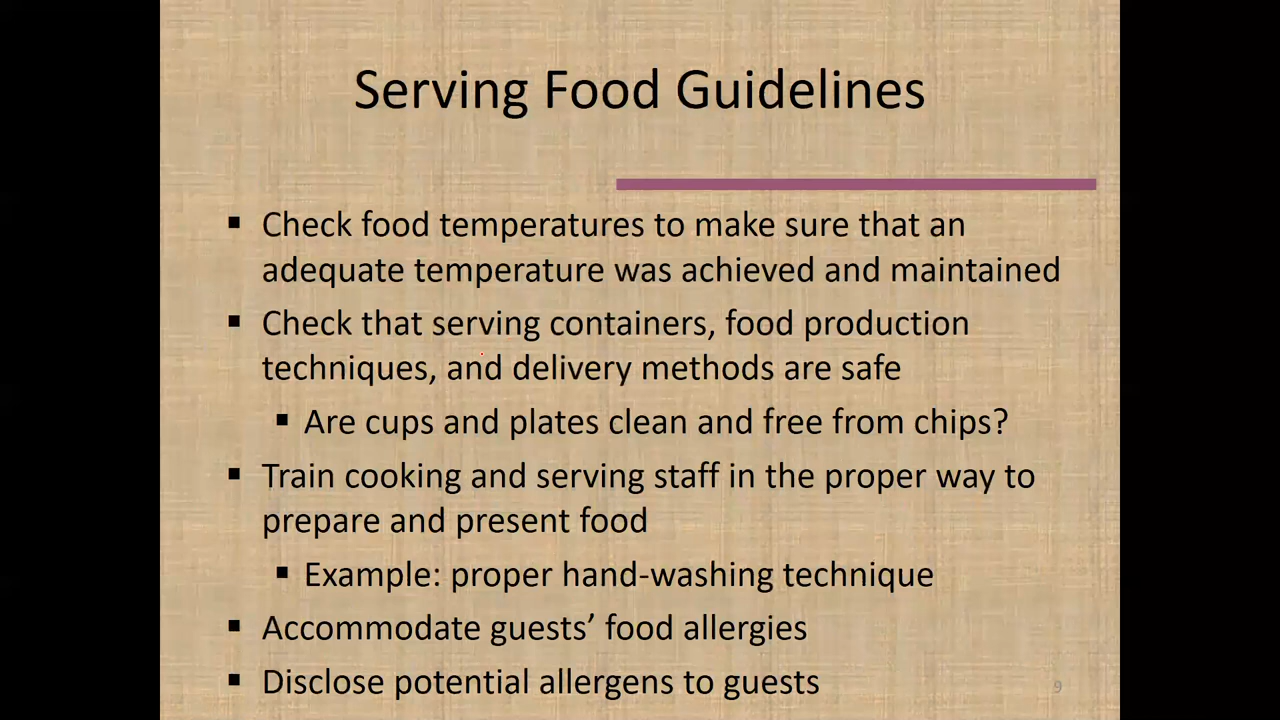 Serving Food Guidelines
▪ Check food temperatures to make sure that an
adequate temperature was achieved and maintained
▪ Check that serving containers, food production
techniques, and delivery methods are safe
▪ Are cups and plates clean and free from chips?
▪ Train cooking and serving staff in the proper way to
prepare and present food
▪ Example: proper hand-washing technique
▪ Accommodate guests’ food allergies
▪ Disclose potential allergens to guests
9